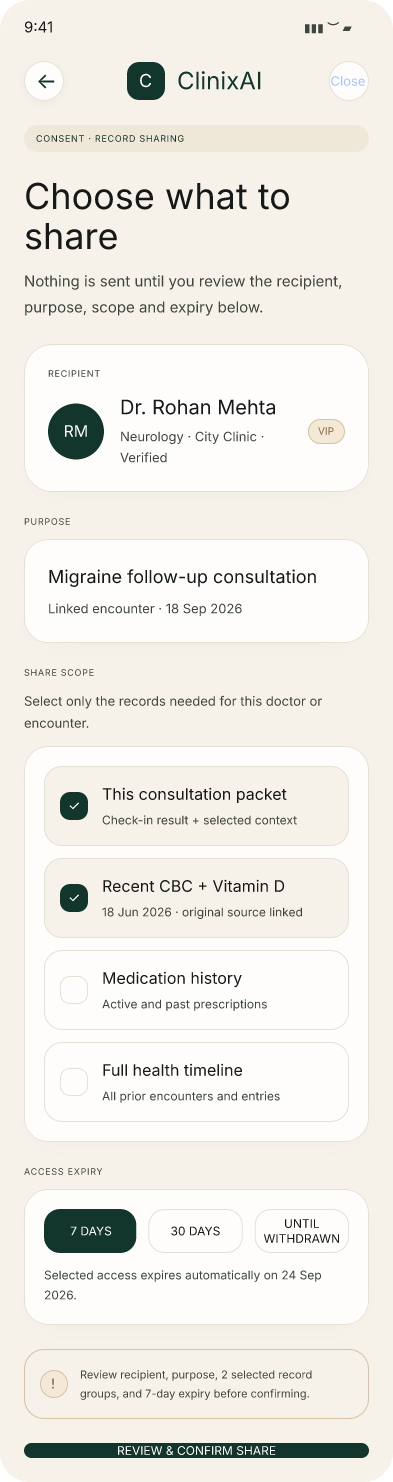 9:41
C ClinixAI
Close
CONSENT · RECORD SHARING
Choose what to
share
Nothing is sent until you review the recipient,
purpose, scope and expiry below.
RECIPIENT
RM
Dr. Rohan Mehta
Neurology · City Clinic ·
Verified
VIP
PURPOSE
Migraine follow-up consultation
Linked encounter · 18 Sep 2026
SHARE SCOPE
Select only the records needed for this doctor or
encounter.
This consultation packet
Check-in result + selected context
Recent CBC + Vitamin D
18 Jun 2026 · original source linked
Medication history
Active and past prescriptions
Full health timeline
All prior encounters and entries
ACCESS EXPIRY
7 DAYS
30 DAYS
UNTIL
WITHDRAWN
Selected access expires automatically on 24 Sep
2026.
!
Review recipient, purpose, 2 selected record
groups, and 7-day expiry before confirming.
REVIEW & CONFIRM SHARE